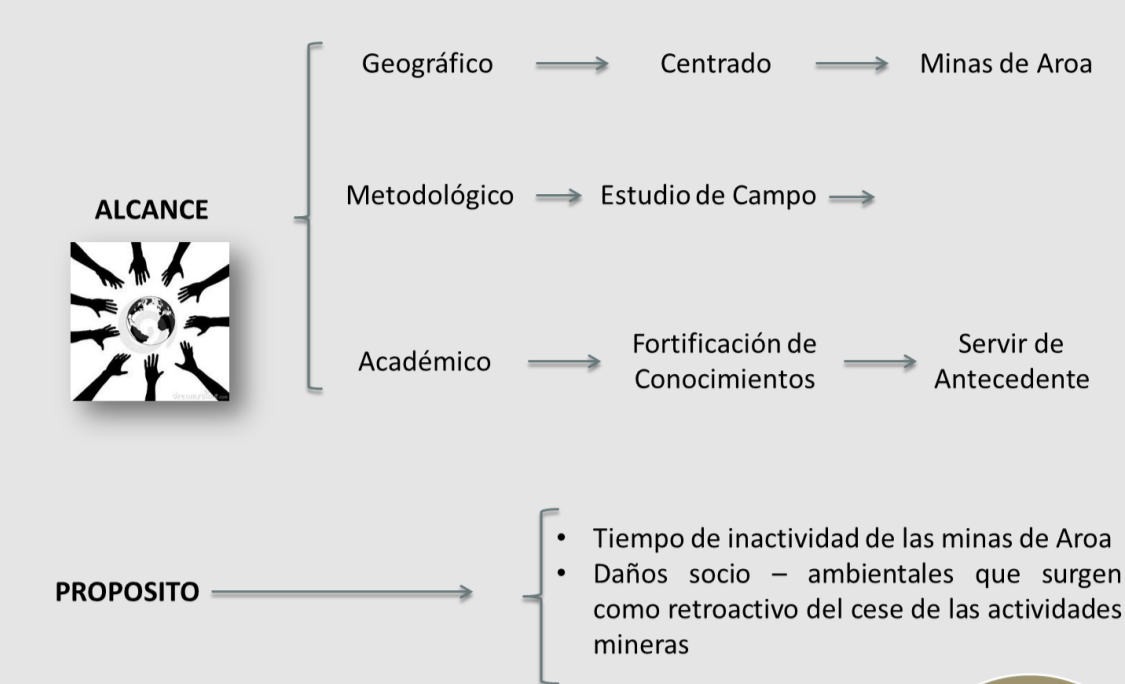 Geográfico Centrado Minas de Aroa
Metodológico Estudio de Campo
ALCANCE
Académico Fortificación de Conocimientos Servir de Antecedente
PROPOSITO
• Tiempo de inactividad de las minas de Aroa
• Daños socio – ambientales que surgen
como retroactivo del cese de las actividades
mineras